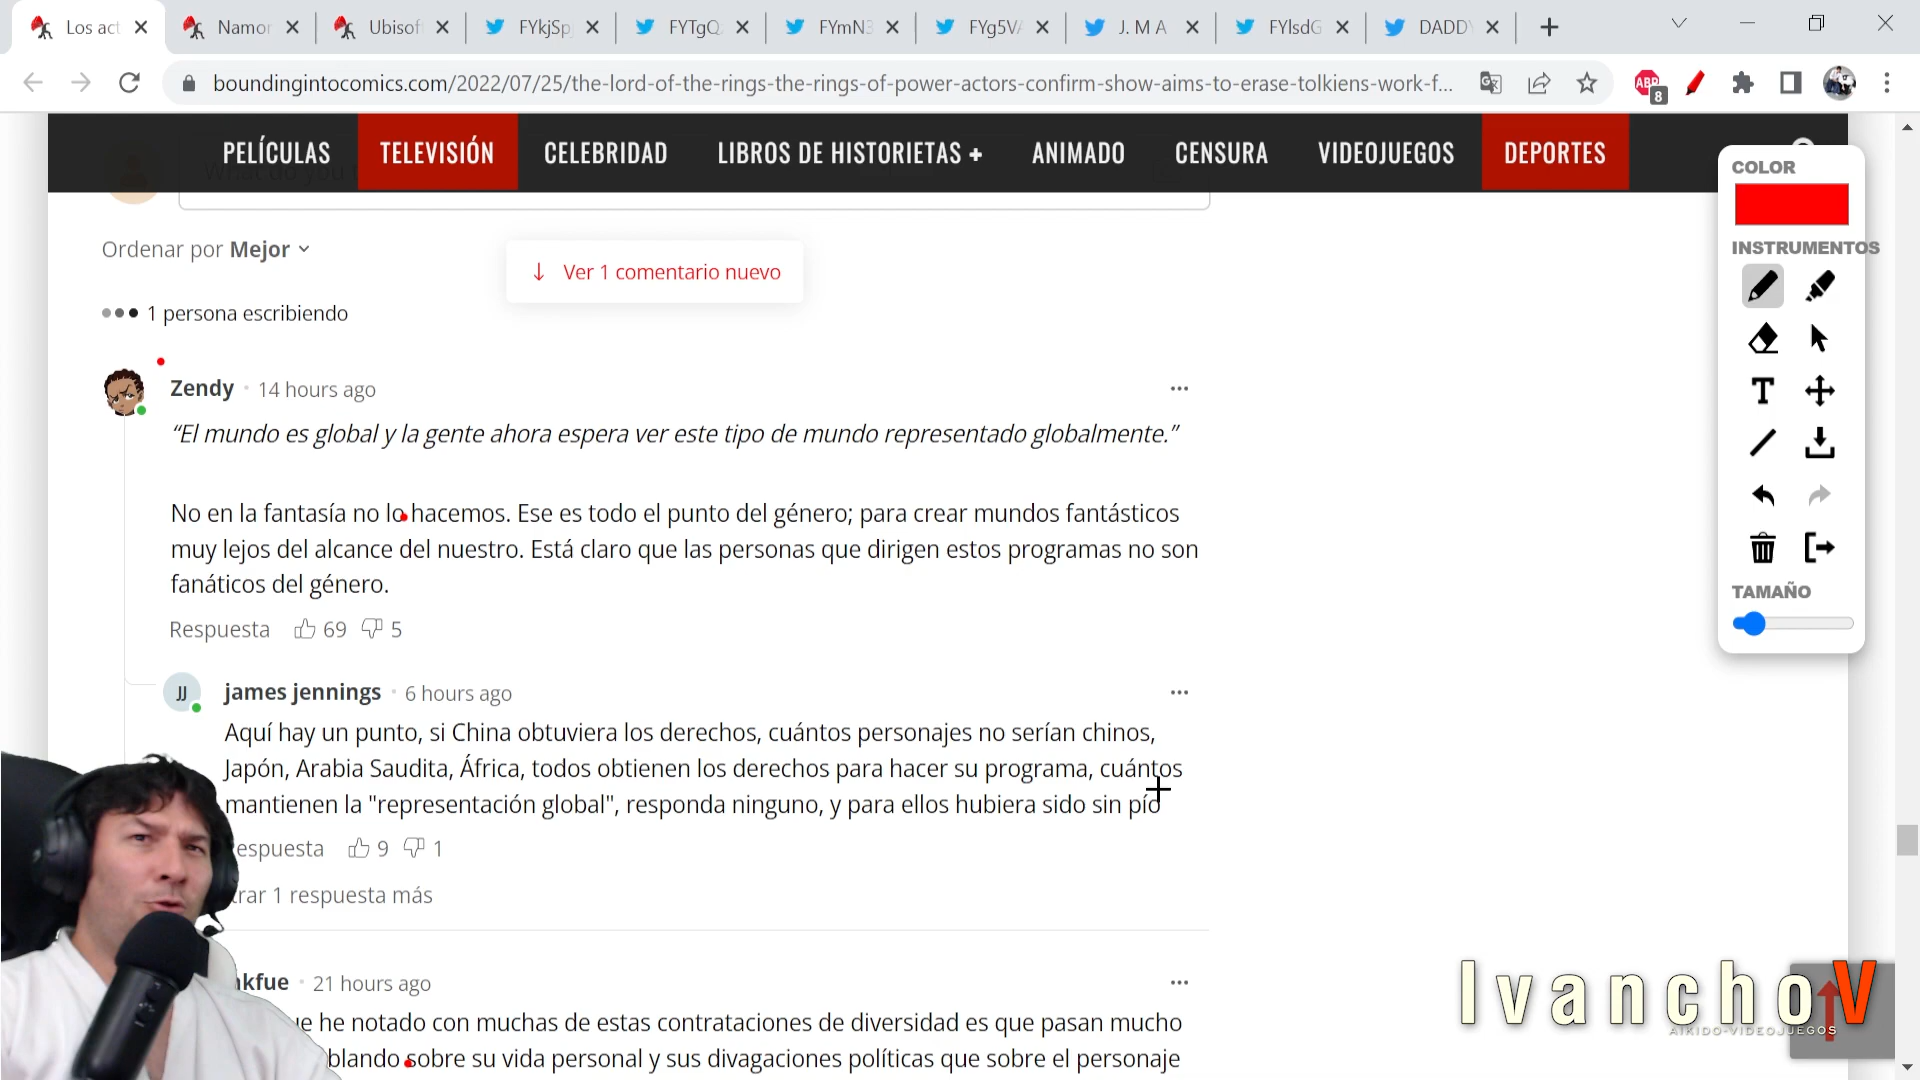 Los act
Namor
Ubisof
FYkjSp
FYTgQ
FYmN3
FYg5V
J. M A
FYlsdG
DADD
boundingintocomics.com/2022/07/25/the-lord-of-the-rings-the-rings-of-power-actors-confirm-show-aims-to-erase-tolkiens-work-f...
ABP
8
PELÍCULAS
TELEVISIÓN
CELEBRIDAD
LIBROS DE HISTORIETAS +
ANIMADO
CENSURA
VIDEOJUEGOS
DEPORTES
COLOR
INSTRUMENTOS
T
TAMAÑO
Ordenar por Mejor
Ver 1 comentario nuevo
1 persona escribiendo
Zendy • 14 hours ago
“El mundo es global y la gente ahora espera ver este tipo de mundo representado globalmente.”
No en la fantasía no lo hacemos. Ese es todo el punto del género; para crear mundos fantásticos
muy lejos del alcance del nuestro. Está claro que las personas que dirigen estos programas no son
fanáticos del género.
Respuesta 69 5
JJ
james jennings • 6 hours ago
Aquí hay un punto, si China obtuviera los derechos, cuántos personajes no serían chinos,
Japón, Arabia Saudita, África, todos obtienen los derechos para hacer su programa, cuántos
mantienen la "representación global", responda ninguno, y para ellos hubiera sido sin pío
espuesta 9 1
trar 1 respuesta más
nkfue • 21 hours ago
ue he notado con muchas de estas contrataciones de diversidad es que pasan mucho
blando sobre su vida personal y sus divagaciones políticas que sobre el personaje
IvanchoV
AIKIDO-VIDEOJUEGOS